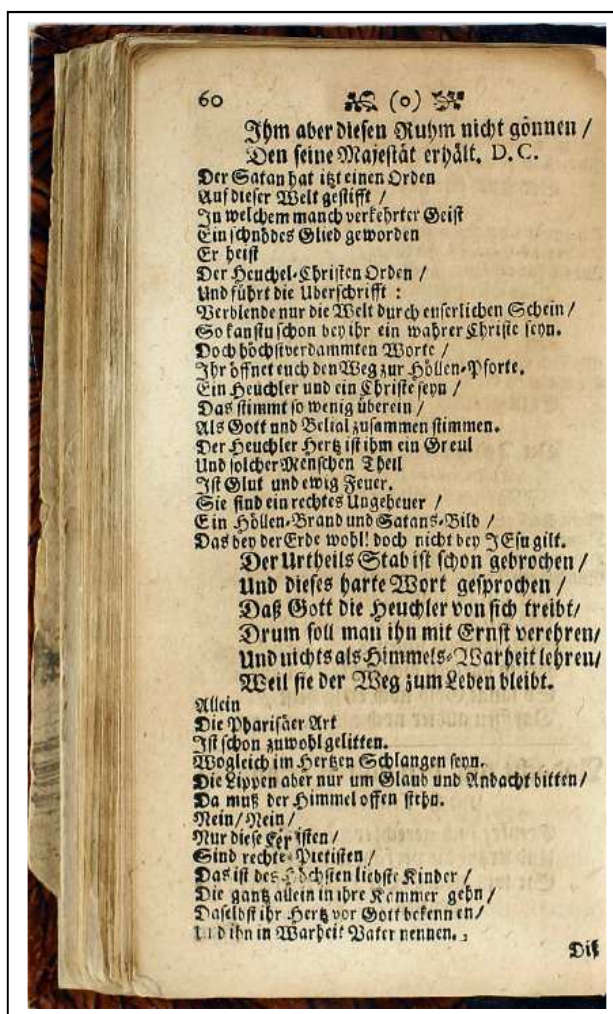 60 (o)
Ihm aber diesen Ruhm nicht gönnen /
Den seine Majestät erhält. D. C.
Der Satan hat itzt einen Orden
Auf dieser Welt gestifft /
In welchem manch verkehrter Geist
Ein schnödes Glied geworden
Er heist
Der Heuchel-Christen Orden /
Und führt die Uberschrifft :
Verblende nur die Welt durch euserlichen Schein /
So kanstu schon bey ihr ein wahrer Christe seyn.
Doch höchstverdammten Worte /
Ihr öffnet euch den Weg zur Höllen-Pforte.
Ein Heuchler und ein Christe seyn /
Das stimmt so wenig überein /
Als Gott und Belial zusammen stimmen.
Der Heuchler Hertz ist ihm ein Greul
Und solcher Menschen Theil
Ist Glut und ewig Feuer.
Sie sind ein rechtes Ungeheuer /
Ein Höllen-Brand und Satans-Bild /
Das bey der Erde wohl! doch nicht bey JEsu gilt.
Der Urtheils Stab ist schon gebrochen /
Und dieses harte Wort gesprochen /
Daß Gott die Heuchler von sich treibt /
Drum soll man ihn mit Ernst verehren /
Und nichts als Himmels-Warheit lehren /
Weil sie der Weg zum Leben bleibt.
Allein
Die Pharisäer Art
Ist schon zuwohl gelitten.
Wo gleich im Hertzen Schlangen seyn.
Die Lippen aber nur um Glaub und Andacht bitten /
Da muß der Himmel offen stehn.
Nein / Nein /
Nur diese
Sind rechte Pietisten /
Das ist des Höchsten liebste Kinder /
Die gantz allein in ihre Kammer gehn /
Daselbst ihr Hertz vor Gott bekennen /
Und ihn in Warheit Vater nennen.
Diß